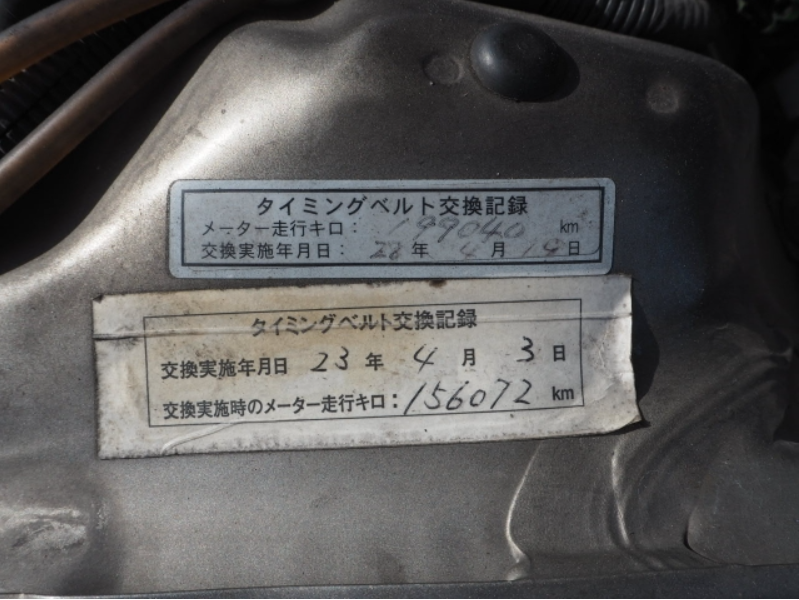 タイミングベルト交換記録
メーター走行キロ： 199040 km
交換実施年月日： 28 年 4 月 19 日
タイミングベルト交換記録
交換実施年月日 23 年 4 月 3 日
交換実施時のメーター走行キロ：156072 km